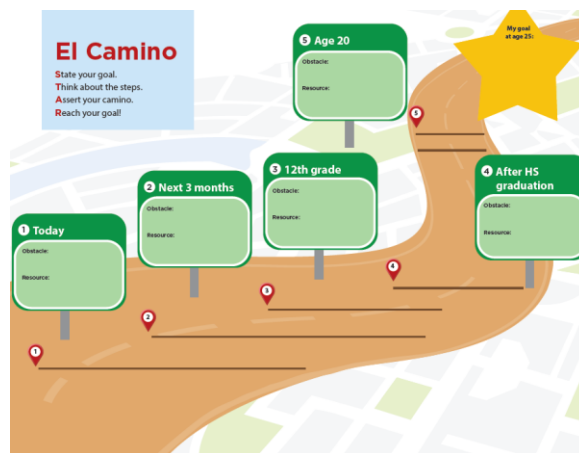 El Camino
State your goal.
Think about the steps.
Assert your camino.
Reach your goal!
My goal
at age 25:
5 Age 20
Obstacle:
Resource:
5
3 12th grade
Obstacle:
Resource:
4 After HS
graduation
Obstacle:
Resource:
2 Next 3 months
Obstacle:
Resource:
1 Today
Obstacle:
Resource:
4
3
2
1